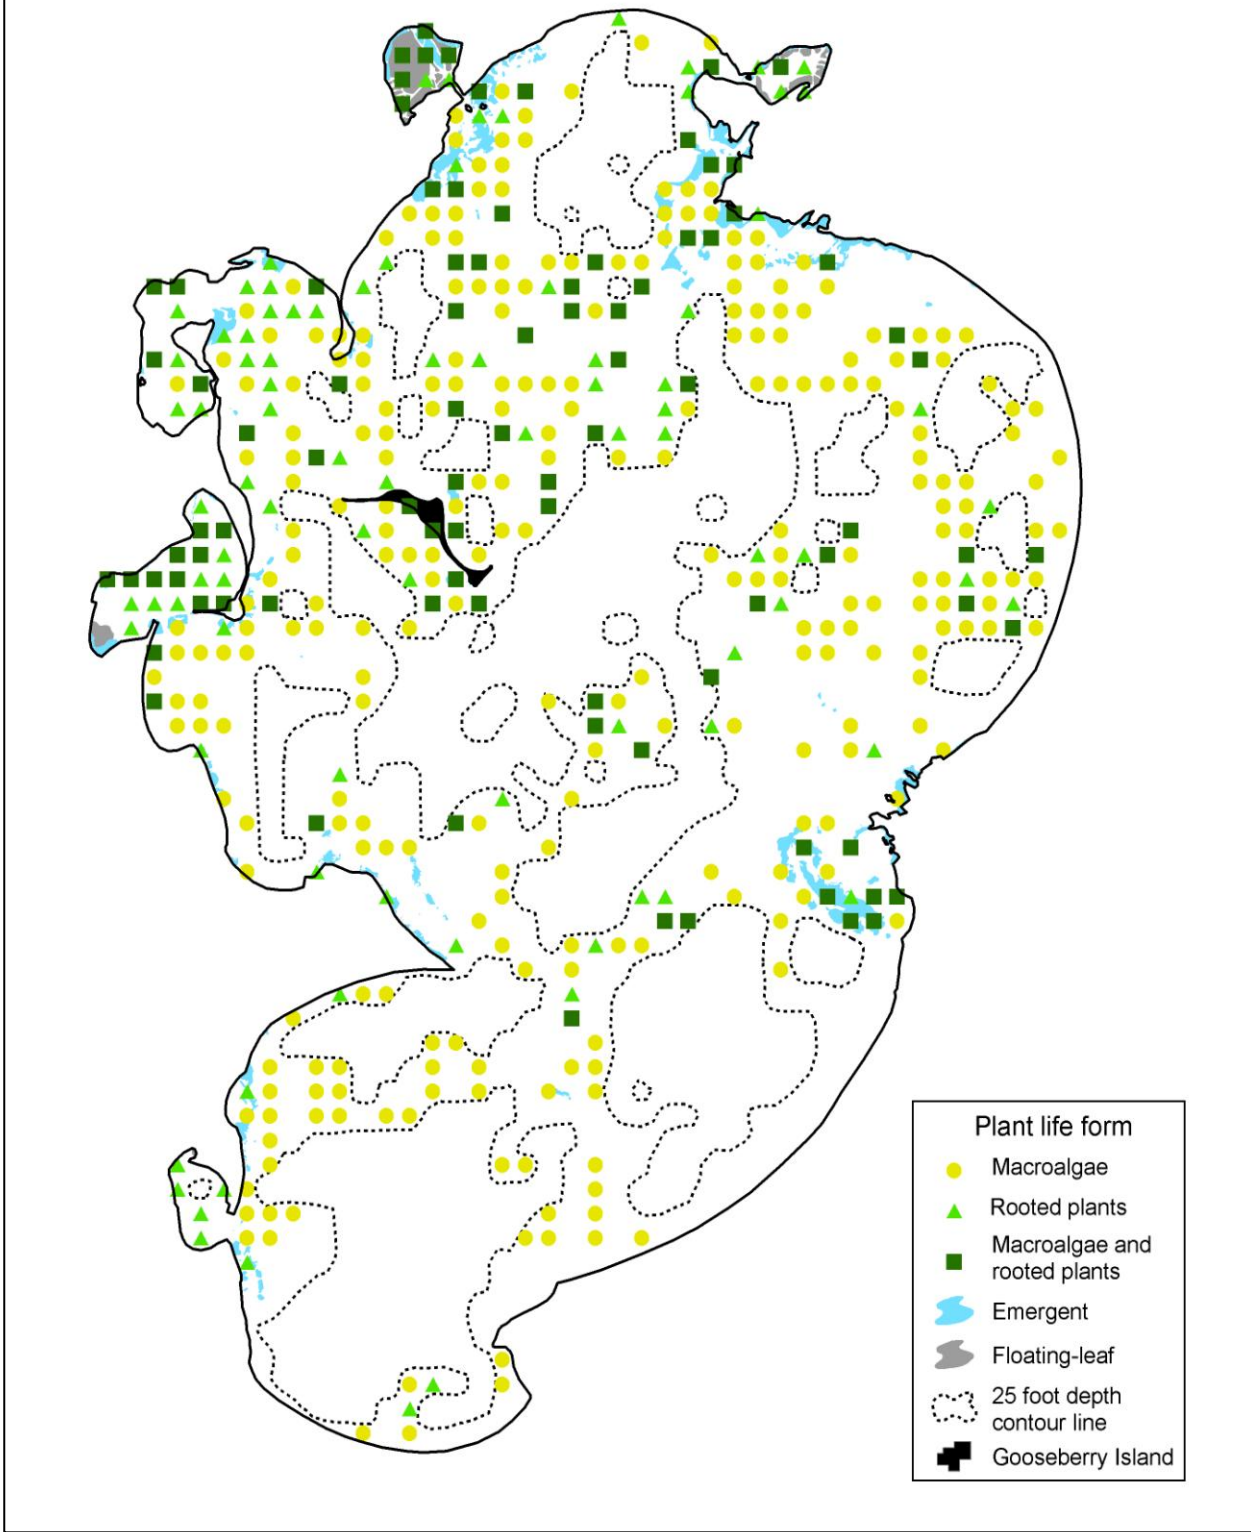 Plant life form
Macroalgae
Rooted plants
Macroalgae and
rooted plants
Emergent
Floating-leaf
25 foot depth
contour line
Gooseberry Island